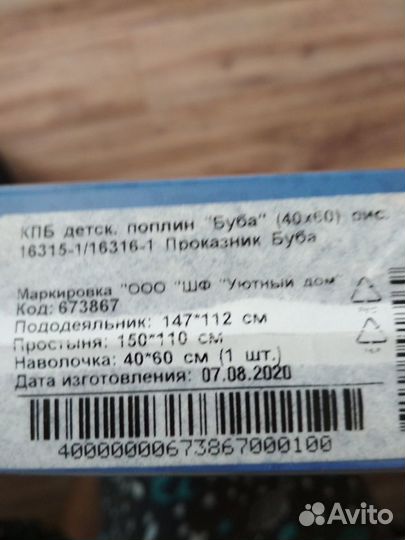 КПБ детск. поплин "Буба" (40х60) рис.
16315-1/16316-1 Проказник Буба
Маркировка "ООО "ШФ "Уютный дом"
Код: 673867
Пододеяльник: 147*112 см
Простыня: 150*110 см
Наволочка: 40*60 см (1 шт.)
Дата изготовления: 07.08.2020
40000000673867000100
Avito